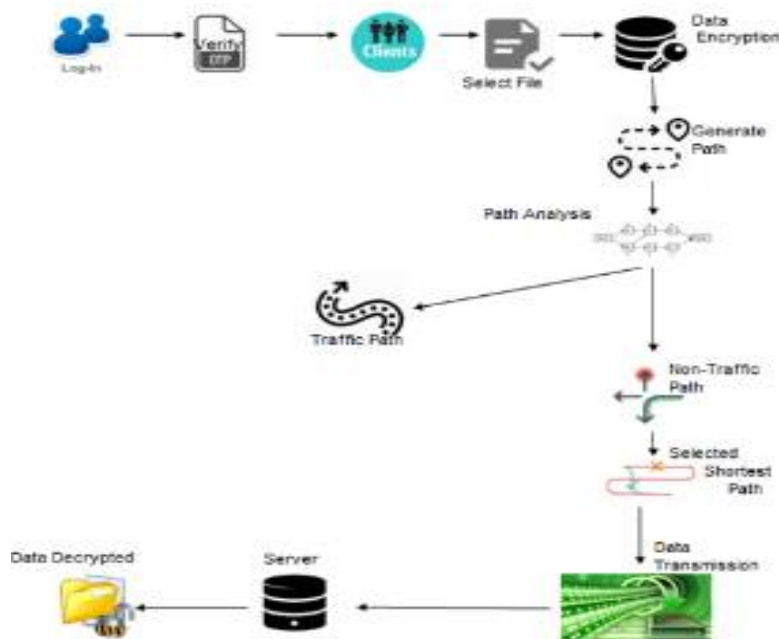 Log-In
Verify
OTP
Clients
Select File
Data
Encryption
Generate
Path
Path Analysis
Traffic Path
Non-Traffic
Path
Selected
Shortest
Path
Data
Transmission
Server
Data Decrypted